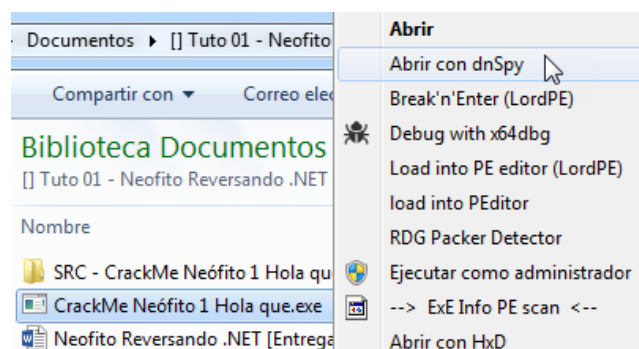 Documentos ▸ [] Tuto 01 - Neofito
Compartir con ▾ Correo elec
Biblioteca Documentos
[] Tuto 01 - Neofito Reversando .NET
Nombre
SRC - CrackMe Neófito 1 Hola qu
CrackMe Neófito 1 Hola que.exe
Neofito Reversando .NET [Entrega
Abrir
Abrir con dnSpy
Break'n'Enter (LordPE)
Debug with x64dbg
Load into PE editor (LordPE)
load into PEditor
RDG Packer Detector
Ejecutar como administrador
--> ExE Info PE scan <--
Abrir con HxD